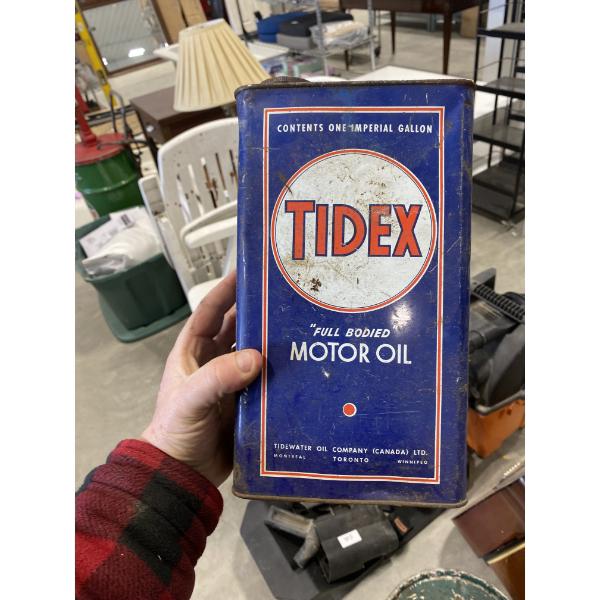 CONTENTS ONE IMPERIAL GALLON
TIDEX
"FULL BODIED"
MOTOR OIL
TIDEWATER OIL COMPANY (CANADA) LTD.
MONTREAL TORONTO WINNIPEG